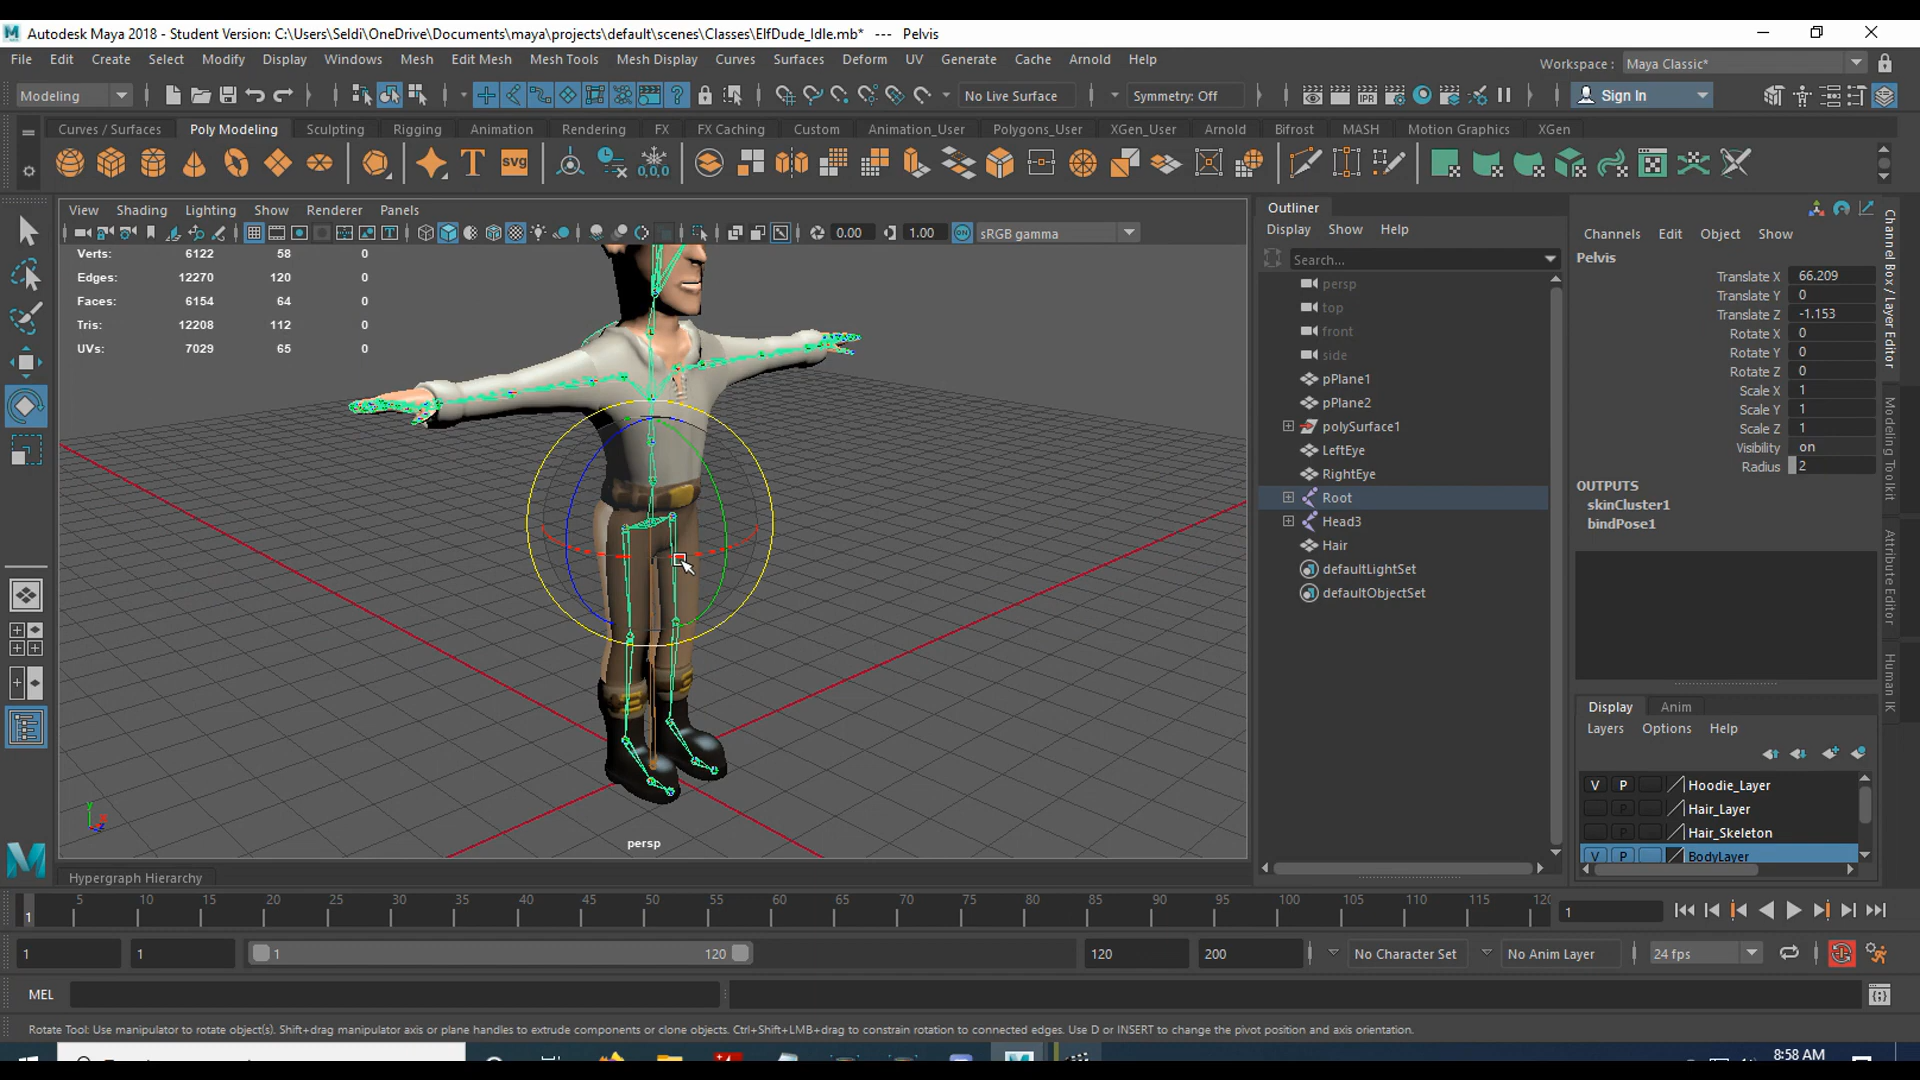 Autodesk Maya 2018 - Student Version: C:\Users\Seldi\OneDrive\Documents\maya\projects\default\scenes\Classes\ElfDude_Idle.mb* --- Pelvis
File Edit Create Select Modify Display Windows Mesh Edit Mesh Mesh Tools Mesh Display Curves Surfaces Deform UV Generate Cache Arnold Help
Workspace : Maya Classic*
Modeling
No Live Surface
Symmetry: Off
Sign In
Curves / Surfaces Poly Modeling Sculpting Rigging Animation Rendering FX FX Caching Custom Animation_User Polygons_User XGen_User Arnold Bifrost MASH Motion Graphics XGen
T svg 0,0,0
View Shading Lighting Show Renderer Panels
0.00 1.00 sRGB gamma
Verts: 6122 58 0
Edges: 12270 120 0
Faces: 6154 64 0
Tris: 12208 112 0
UVs: 7029 65 0
persp
Hypergraph Hierarchy
Outliner
Display Show Help
Search...
persp
top
front
side
pPlane1
pPlane2
polySurface1
LeftEye
RightEye
Root
Head3
Hair
defaultLightSet
defaultObjectSet
Channels Edit Object Show
Pelvis
Translate X 66.209
Translate Y 0
Translate Z -1.153
Rotate X 0
Rotate Y 0
Rotate Z 0
Scale X 1
Scale Y 1
Scale Z 1
Visibility on
Radius 2
OUTPUTS
skinCluster1
bindPose1
Channel Box / Layer Editor
Modeling Toolkit
Attribute Editor
Human IK
Display Anim
Layers Options Help
V P Hoodie_Layer
Hair_Layer
Hair_Skeleton
V P BodyLayer
1 5 10 15 20 25 30 35 40 45 50 55 60 65 70 75 80 85 90 95 100 105 110 115 120
1
1 1 1 120 120 200 No Character Set No Anim Layer 24 fps
MEL
Rotate Tool: Use manipulator to rotate object(s). Shift+drag manipulator axis or plane handles to extrude components or clone objects. Ctrl+Shift+LMB+drag to constrain rotation to connected edges. Use D or INSERT to change the pivot position and axis orientation.
8:58 AM